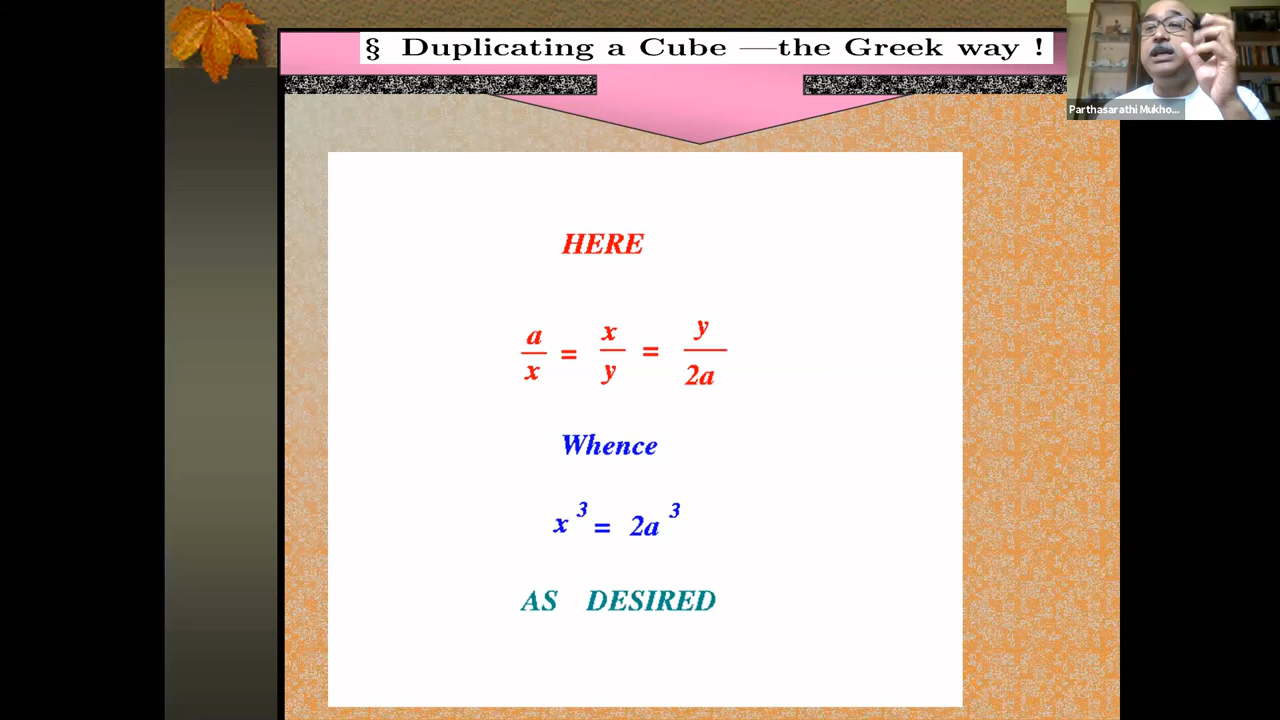 § Duplicating a Cube —the Greek way !
Parthasarathi Mukho...
HERE
a/x = x/y = y/2a
Whence
x³ = 2a³
AS DESIRED